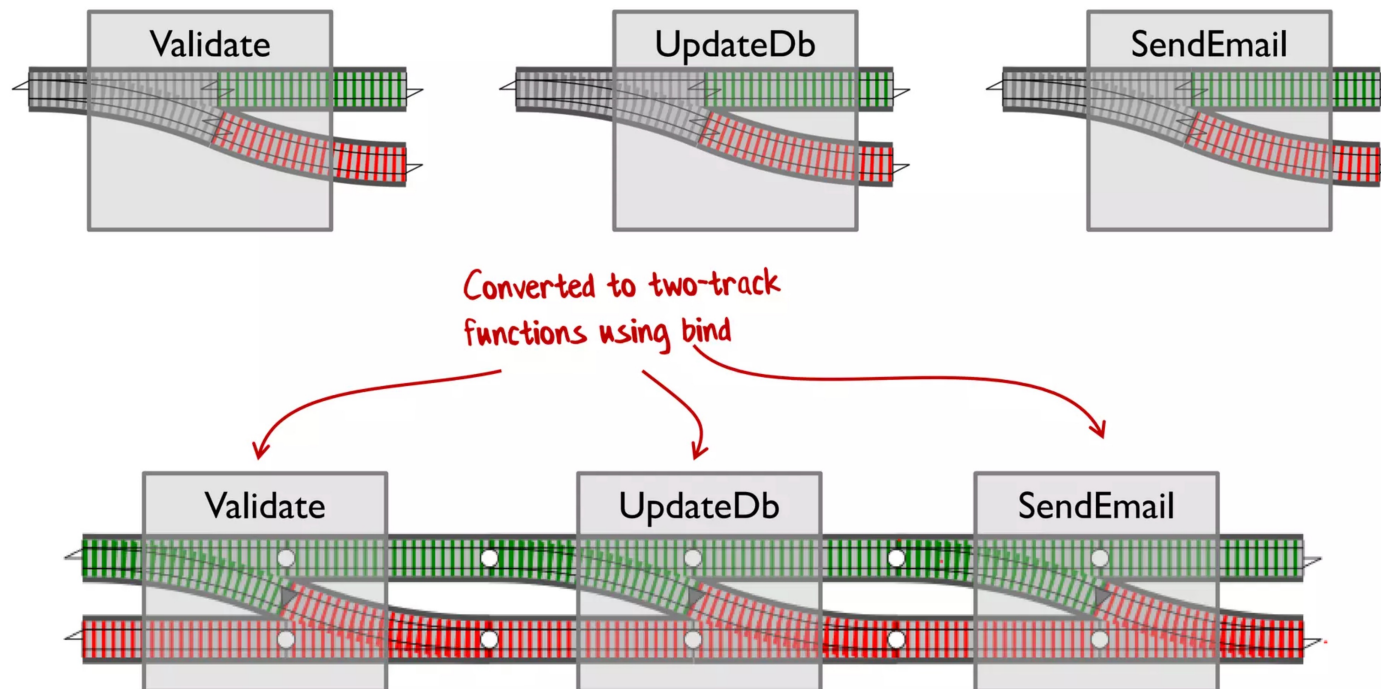 Validate
UpdateDb
SendEmail
Converted to two-track
functions using bind
Validate
UpdateDb
SendEmail